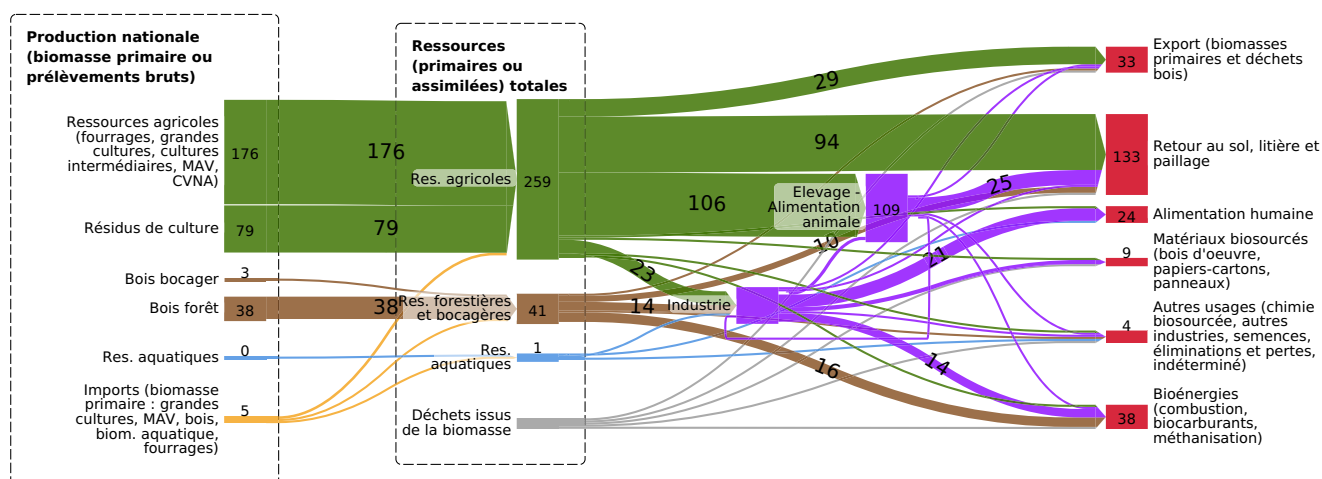 Production nationale
(biomasse primaire ou
prélèvements bruts)
Ressources agricoles
(fourrages, grandes
cultures, cultures
intermédiaires, MAV,
CVNA)
176
176
Résidus de culture
79
79
Bois bocager
3
Bois forêt
38
38
Res. aquatiques
0
Imports (biomasse
primaire : grandes
cultures, MAV, bois,
biom. aquatique,
fourrages)
5
Ressources
(primaires ou
assimilées) totales
Res. agricoles
259
Res. forestières
et bocagères
41
Res.
aquatiques
1
Déchets issus
de la biomasse
29
94
106
23
10
14
16
Elevage -
Alimentation
animale
109
Industrie
25
21
14
33
Export (biomasses
primaires et déchets
bois)
133
Retour au sol, litière et
paillage
24
Alimentation humaine
9
Matériaux biosourcés
(bois d'oeuvre,
papiers-cartons,
panneaux)
4
Autres usages (chimie
biosourcée, autres
industries, semences,
éliminations et pertes,
indéterminé)
38
Bioénergies
(combustion,
biocarburants,
méthanisation)